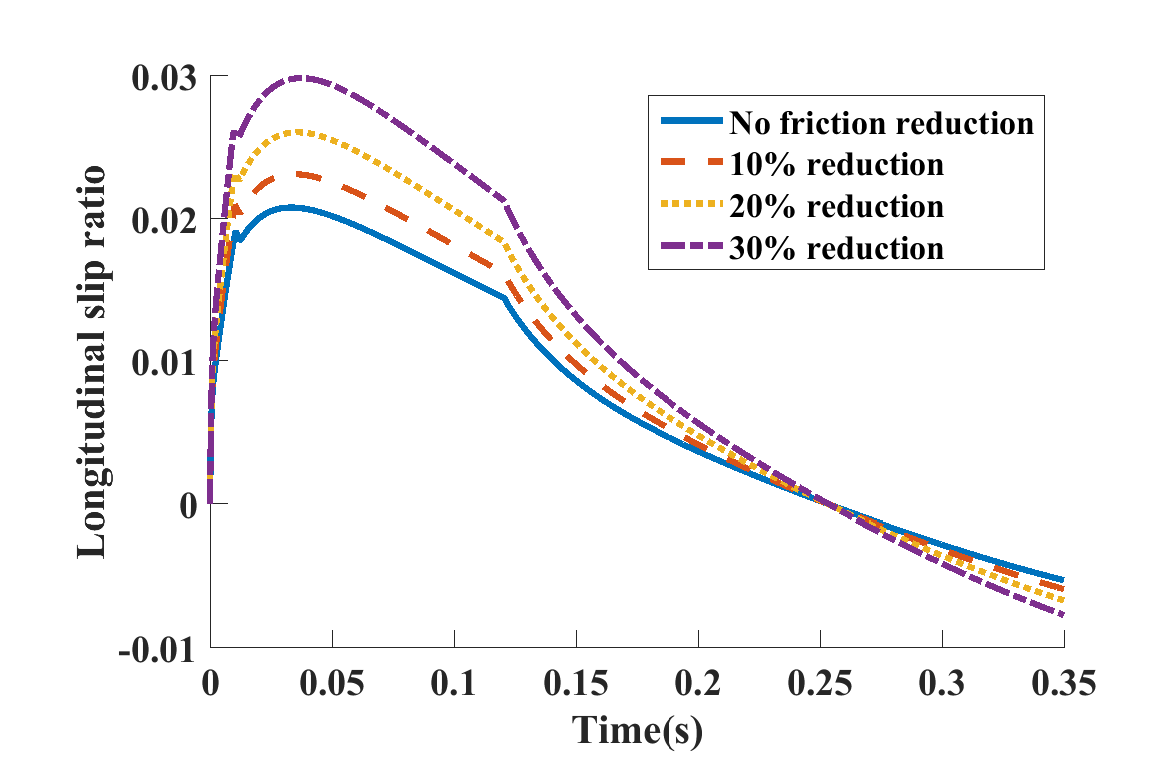 0.03
0.02
0.01
0
-0.01
Longitudinal slip ratio
No friction reduction
10% reduction
20% reduction
30% reduction
0 0.05 0.1 0.15 0.2 0.25 0.3 0.35
Time(s)